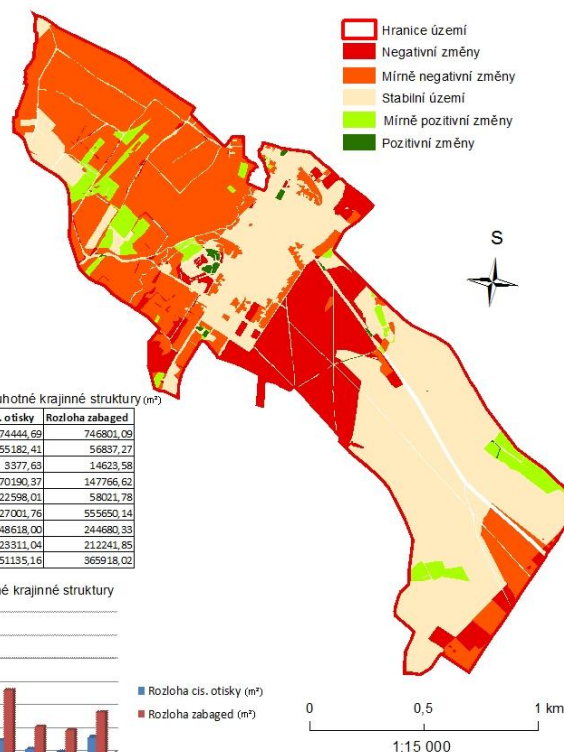 Hranice území
Negativní změny
Mírně negativní změny
Stabilní území
Mírně pozitivní změny
Pozitivní změny
S
krajinné struktury (m²)
otisky Rozloha zabaged
74444,69 746801,09
55182,41 56837,27
3377,63 14623,58
70190,37 147766,62
22598,01 58021,78
27001,76 555650,14
48618,00 244680,33
23311,04 212241,85
51135,16 365918,02
krajinné struktury
Rozloha cis. otisky (m²)
Rozloha zabaged (m²)
0 0,5 1 km
1:15 000